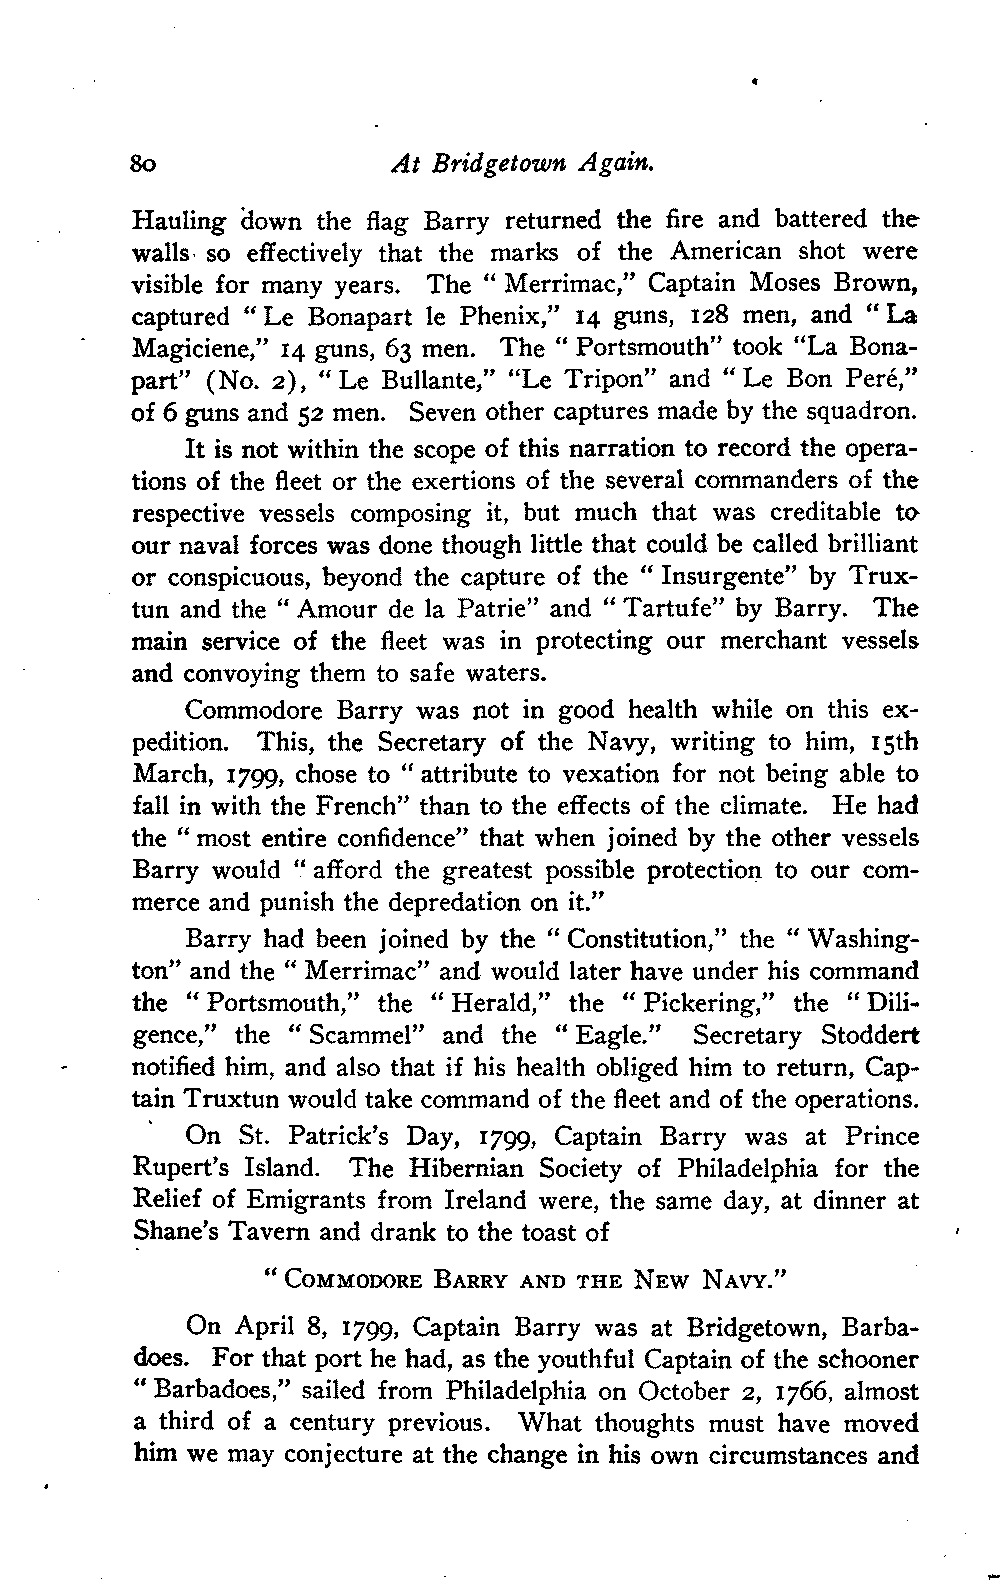 80 At Bridgetown Again.
Hauling down the flag Barry returned the fire and battered the
walls so effectively that the marks of the American shot were
visible for many years. The " Merrimac," Captain Moses Brown,
captured " Le Bonapart le Phenix," 14 guns, 128 men, and " La
Magiciene," 14 guns, 63 men. The " Portsmouth" took "La Bona-
part" (No. 2), " Le Bullante," "Le Tripon" and " Le Bon Peré,"
of 6 guns and 52 men. Seven other captures made by the squadron.
It is not within the scope of this narration to record the opera-
tions of the fleet or the exertions of the several commanders of the
respective vessels composing it, but much that was creditable to
our naval forces was done though little that could be called brilliant
or conspicuous, beyond the capture of the " Insurgente" by Trux-
tun and the " Amour de la Patrie" and " Tartufe" by Barry. The
main service of the fleet was in protecting our merchant vessels
and convoying them to safe waters.
Commodore Barry was not in good health while on this ex-
pedition. This, the Secretary of the Navy, writing to him, 15th
March, 1799, chose to " attribute to vexation for not being able to
fall in with the French" than to the effects of the climate. He had
the " most entire confidence" that when joined by the other vessels
Barry would " afford the greatest possible protection to our com-
merce and punish the depredation on it."
Barry had been joined by the " Constitution," the " Washing-
ton" and the " Merrimac" and would later have under his command
the " Portsmouth," the " Herald," the " Pickering," the " Dili-
gence," the " Scammel" and the " Eagle." Secretary Stoddert
notified him, and also that if his health obliged him to return, Cap-
tain Truxtun would take command of the fleet and of the operations.
On St. Patrick's Day, 1799, Captain Barry was at Prince
Rupert's Island. The Hibernian Society of Philadelphia for the
Relief of Emigrants from Ireland were, the same day, at dinner at
Shane's Tavern and drank to the toast of
" COMMODORE BARRY AND THE NEW NAVY."
On April 8, 1799, Captain Barry was at Bridgetown, Barba-
does. For that port he had, as the youthful Captain of the schooner
" Barbadoes," sailed from Philadelphia on October 2, 1766, almost
a third of a century previous. What thoughts must have moved
him we may conjecture at the change in his own circumstances and